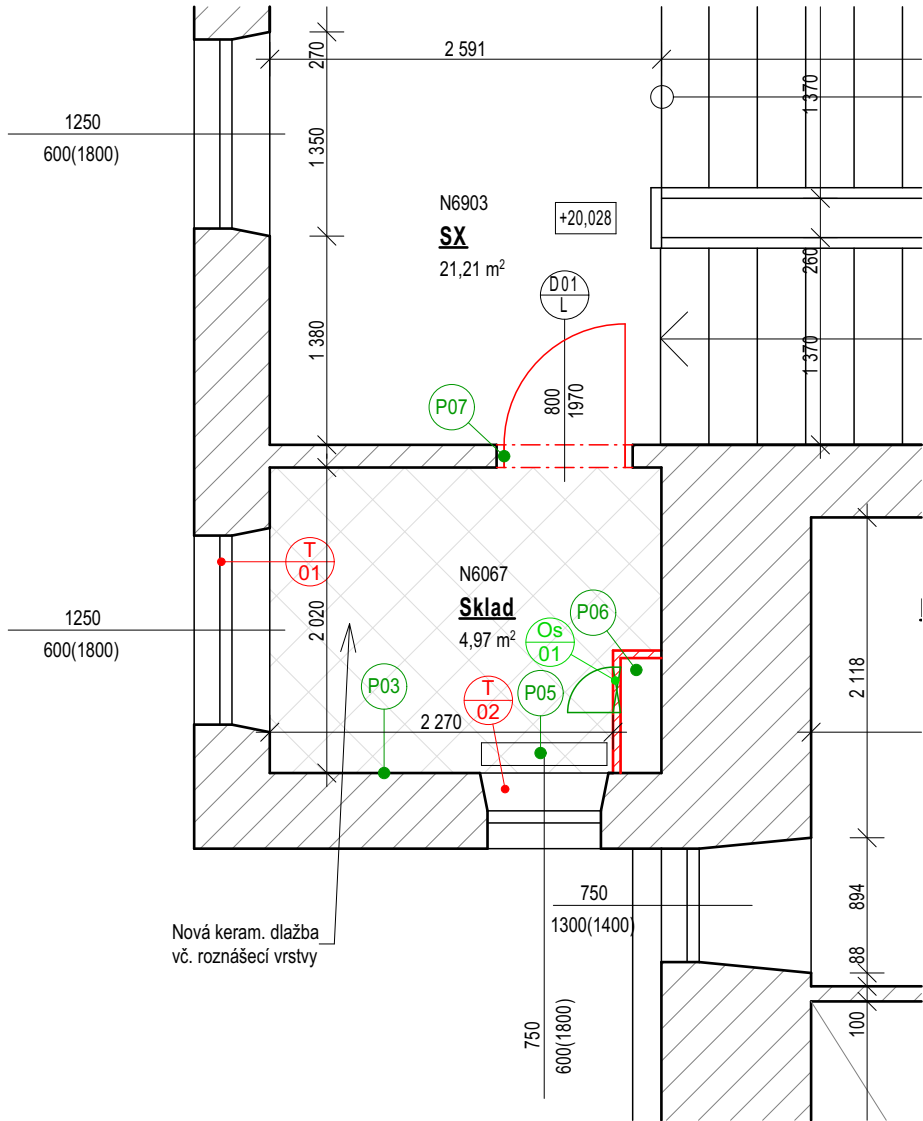 270
2 591
1 370
1250
600(1800)
1 350
N6903
SX
21,21 m²
+20,028
260
D01
L
1 380
1 370
800
1970
P07
T
01
N6067
Sklad
4,97 m²
2 020
1250
600(1800)
P06
Os
01
P03
T
02
P05
2 118
2 270
750
1300(1400)
894
88
Nová keram. dlažba
vč. roznášecí vrstvy
100
750
600(1800)